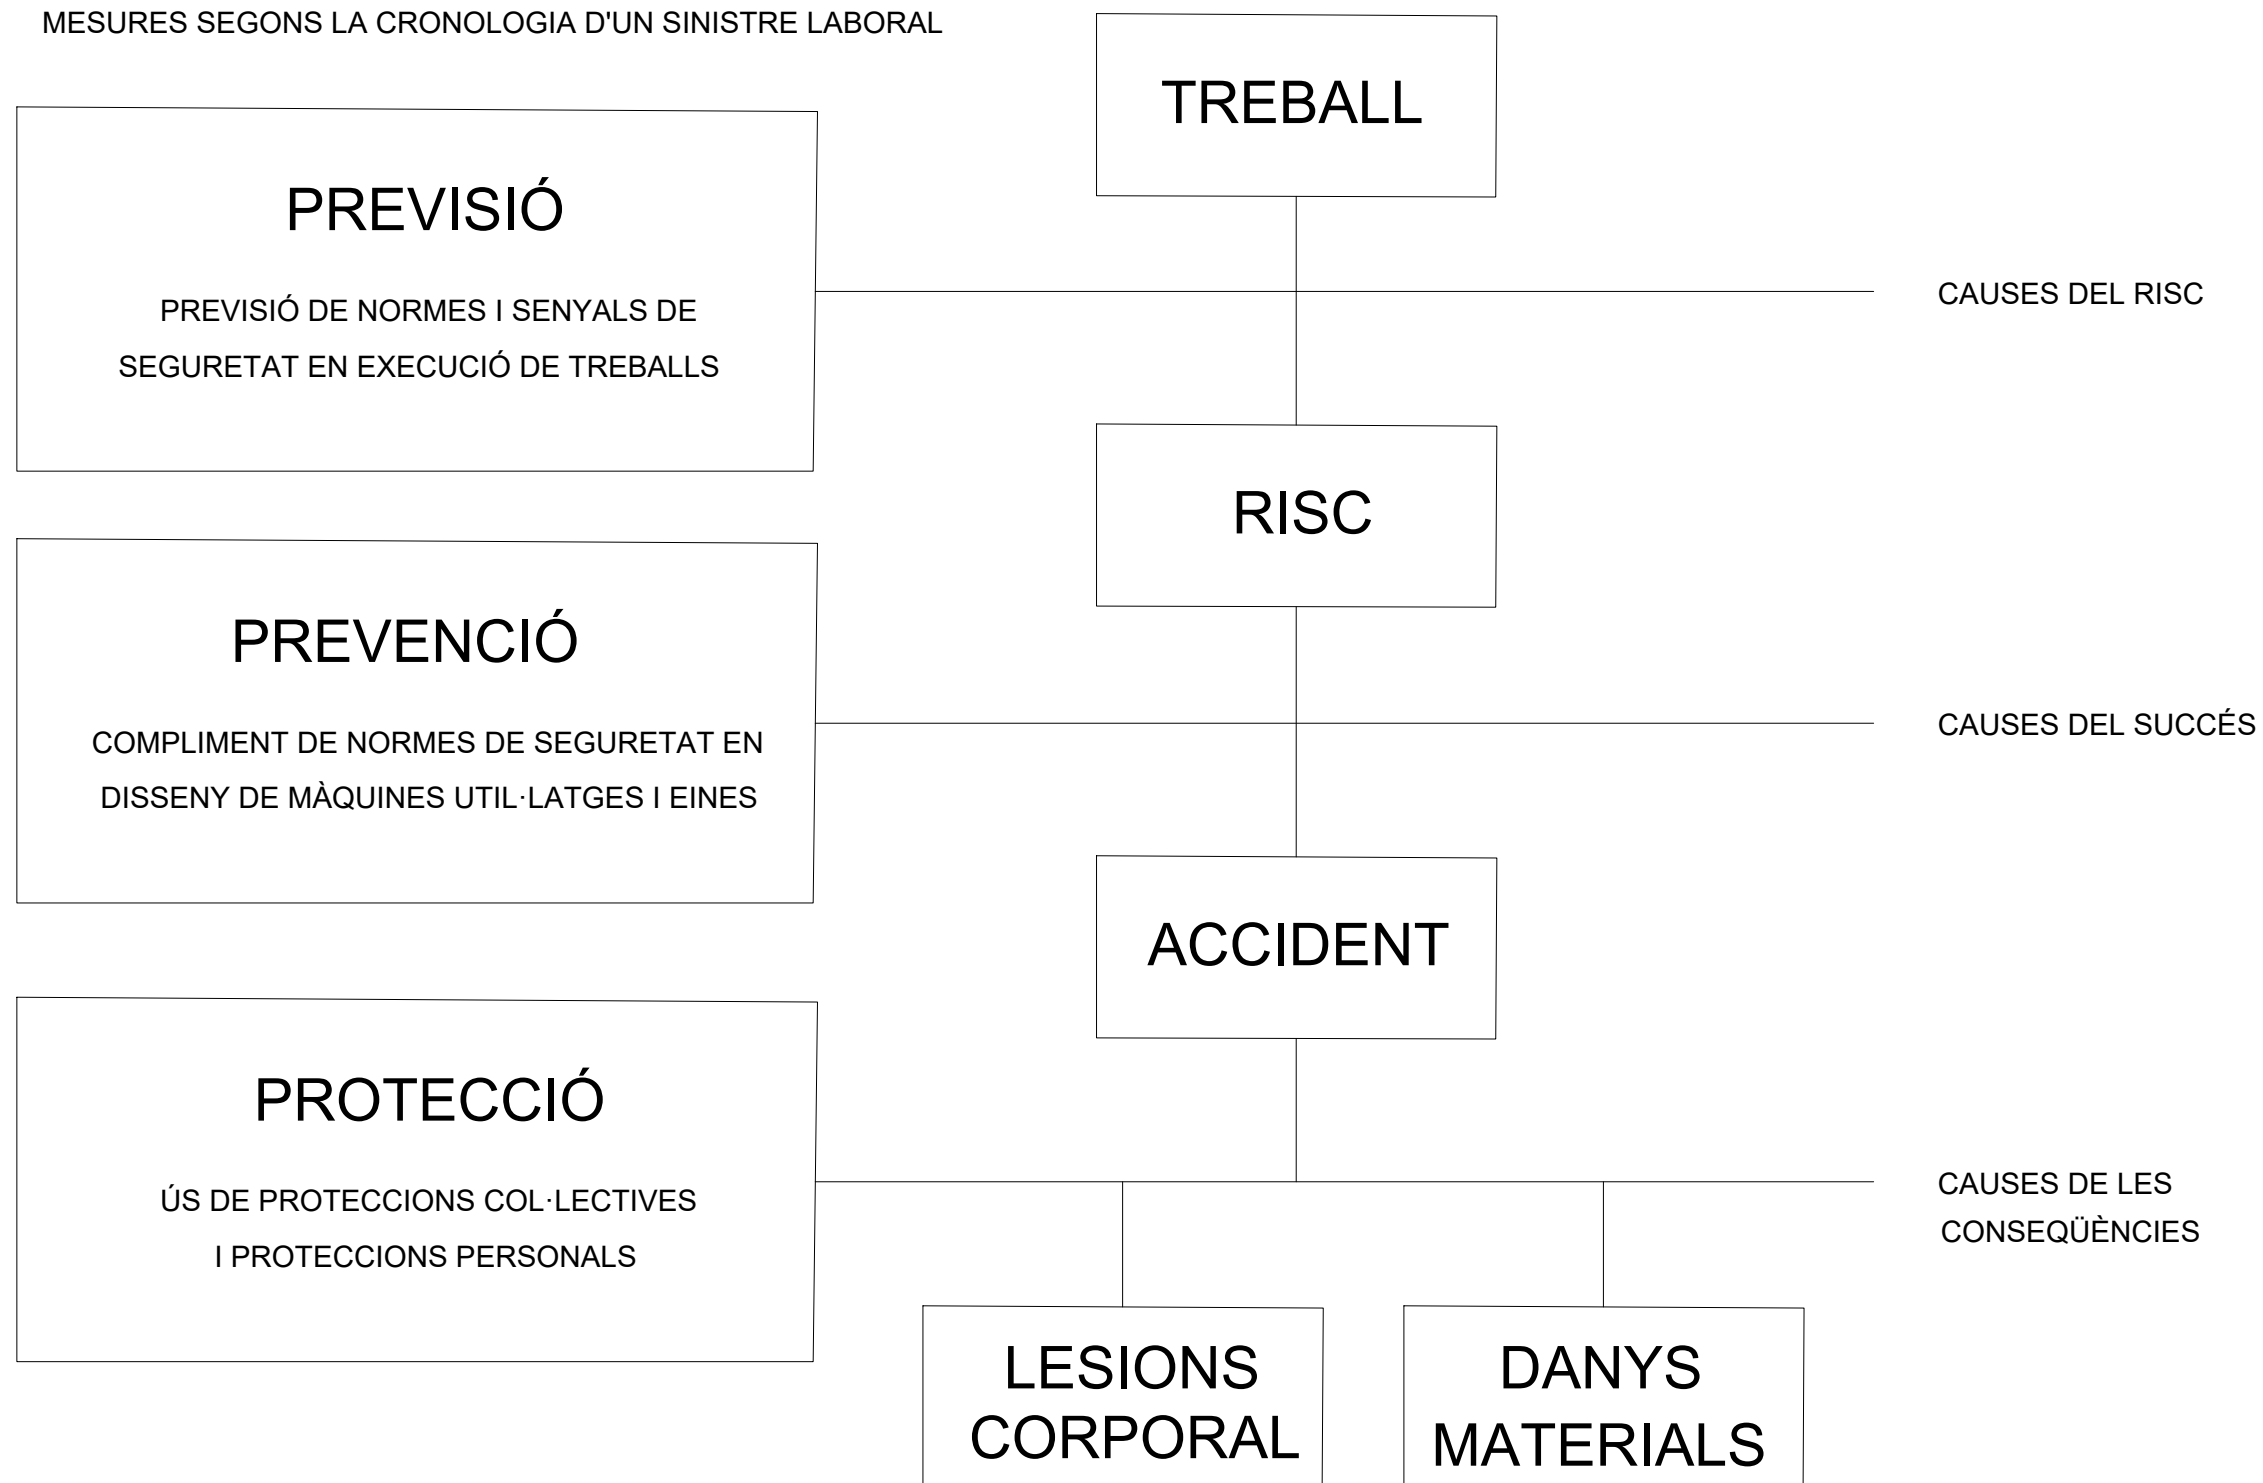 MESURES SEGONS LA CRONOLOGIA D'UN SINISTRE LABORAL
TREBALL
PREVISIÓ
PREVISIÓ DE NORMES I SENYALS DE
SEGURETAT EN EXECUCIÓ DE TREBALLS
CAUSES DEL RISC
RISC
PREVENCIÓ
COMPLIMENT DE NORMES DE SEGURETAT EN
DISSENY DE MÀQUINES UTIL·LATGES I EINES
CAUSES DEL SUCCÉS
ACCIDENT
PROTECCIÓ
ÚS DE PROTECCIONS COL·LECTIVES
I PROTECCIONS PERSONALS
CAUSES DE LES
CONSEQÜÈNCIES
LESIONS
CORPORAL
DANYS
MATERIALS